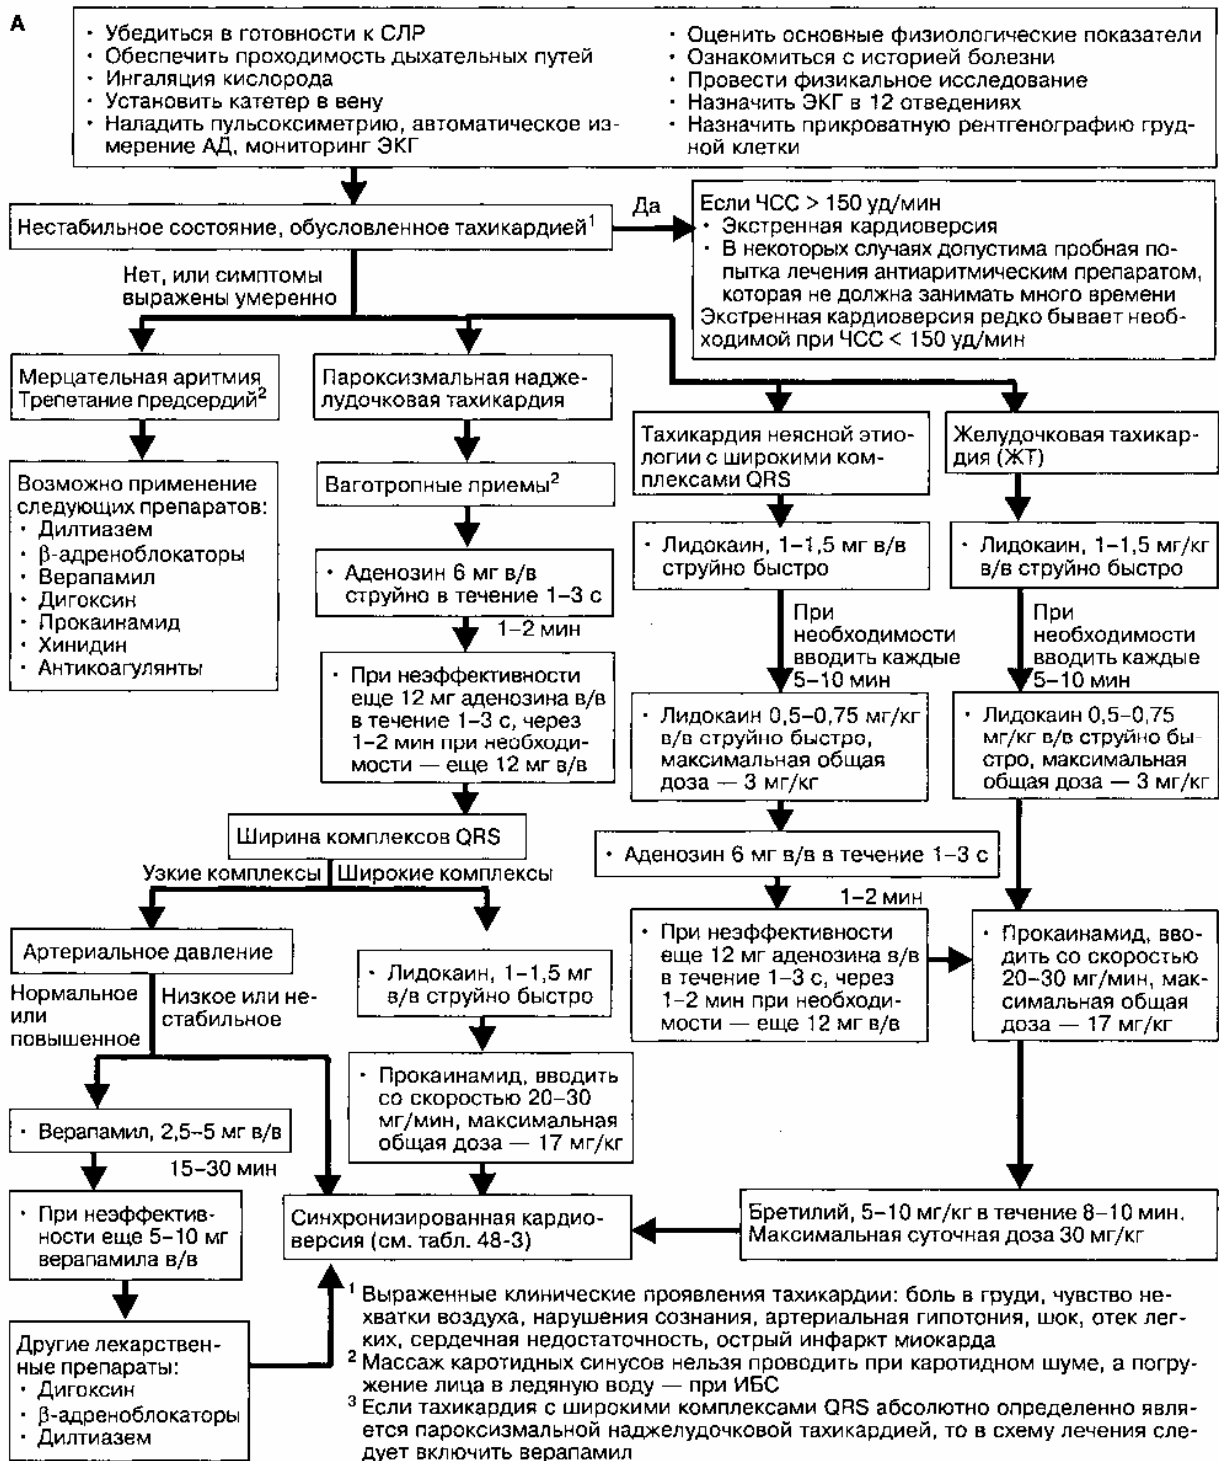 А
· Убедиться в готовности к СЛР
· Обеспечить проходимость дыхательных путей
· Ингаляция кислорода
· Установить катетер в вену
· Наладить пульсоксиметрию, автоматическое из-
мерение АД, мониторинг ЭКГ
· Оценить основные физиологические показатели
· Ознакомиться с историей болезни
· Провести физикальное исследование
· Назначить ЭКГ в 12 отведениях
· Назначить прикроватную рентгенографию груд-
ной клетки
Нестабильное состояние, обусловленное тахикардией¹
Да
Если ЧСС > 150 уд/мин
· Экстренная кардиоверсия
· В некоторых случаях допустима пробная по-
пытка лечения антиаритмическим препаратом,
которая не должна занимать много времени
Экстренная кардиоверсия редко бывает необ-
ходимой при ЧСС < 150 уд/мин
Нет, или симптомы
выражены умеренно
Мерцательная аритмия
Трепетание предсердий²
Возможно применение
следующих препаратов:
· Дилтиазем
· β-адреноблокаторы
· Верапамил
· Дигоксин
· Прокаинамид
· Хинидин
· Антикоагулянты
Пароксизмальная надже-
лудочковая тахикардия
Ваготропные приемы²
· Аденозин 6 мг в/в
струйно в течение 1–3 с
1–2 мин
· При неэффективности
еще 12 мг аденозина в/в
в течение 1–3 с, через
1–2 мин при необходи-
мости — еще 12 мг в/в
Тахикардия неясной этио-
логии с широкими ком-
плексами QRS
· Лидокаин, 1–1,5 мг в/в
струйно быстро
При
необходимости
вводить каждые
5–10 мин
· Лидокаин 0,5–0,75 мг/кг
в/в струйно быстро,
максимальная общая
доза — 3 мг/кг
· Аденозин 6 мг в/в в течение 1–3 с
1–2 мин
· При неэффективности
еще 12 мг аденозина в/в
в течение 1–3 с, через
1–2 мин при необходи-
мости — еще 12 мг в/в
Желудочковая тахикар-
дия (ЖТ)
· Лидокаин, 1–1,5 мг/кг
в/в струйно быстро
При
необходимости
вводить каждые
5–10 мин
· Лидокаин 0,5–0,75
мг/кг в/в струйно бы-
стро, максимальная
общая доза — 3 мг/кг
· Прокаинамид, вво-
дить со скоростью
20–30 мг/мин, мак-
симальная общая
доза — 17 мг/кг
Ширина комплексов QRS
Узкие комплексы
Широкие комплексы
Артериальное давление
Нормальное
или
повышенное
Низкое или не-
стабильное
· Лидокаин, 1–1,5 мг
в/в струйно быстро
· Прокаинамид, вводить
со скоростью 20–30
мг/мин, максимальная
общая доза — 17 мг/кг
· Верапамил, 2,5–5 мг в/в
15–30 мин
· При неэффектив-
ности еще 5–10 мг
верапамила в/в
Другие лекарствен-
ные препараты:
· Дигоксин
· β-адреноблокаторы
· Дилтиазем
Синхронизированная кардио-
версия (см. табл. 48-3)
Бретилий, 5–10 мг/кг в течение 8–10 мин.
Максимальная суточная доза 30 мг/кг
¹ Выраженные клинические проявления тахикардии: боль в груди, чувство не-
хватки воздуха, нарушения сознания, артериальная гипотония, шок, отек лег-
ких, сердечная недостаточность, острый инфаркт миокарда
² Массаж каротидных синусов нельзя проводить при каротидном шуме, а погру-
жение лица в ледяную воду — при ИБС
³ Если тахикардия с широкими комплексами QRS абсолютно определенно явля-
ется пароксизмальной наджелудочковой тахикардией, то в схему лечения сле-
дует включить верапамил